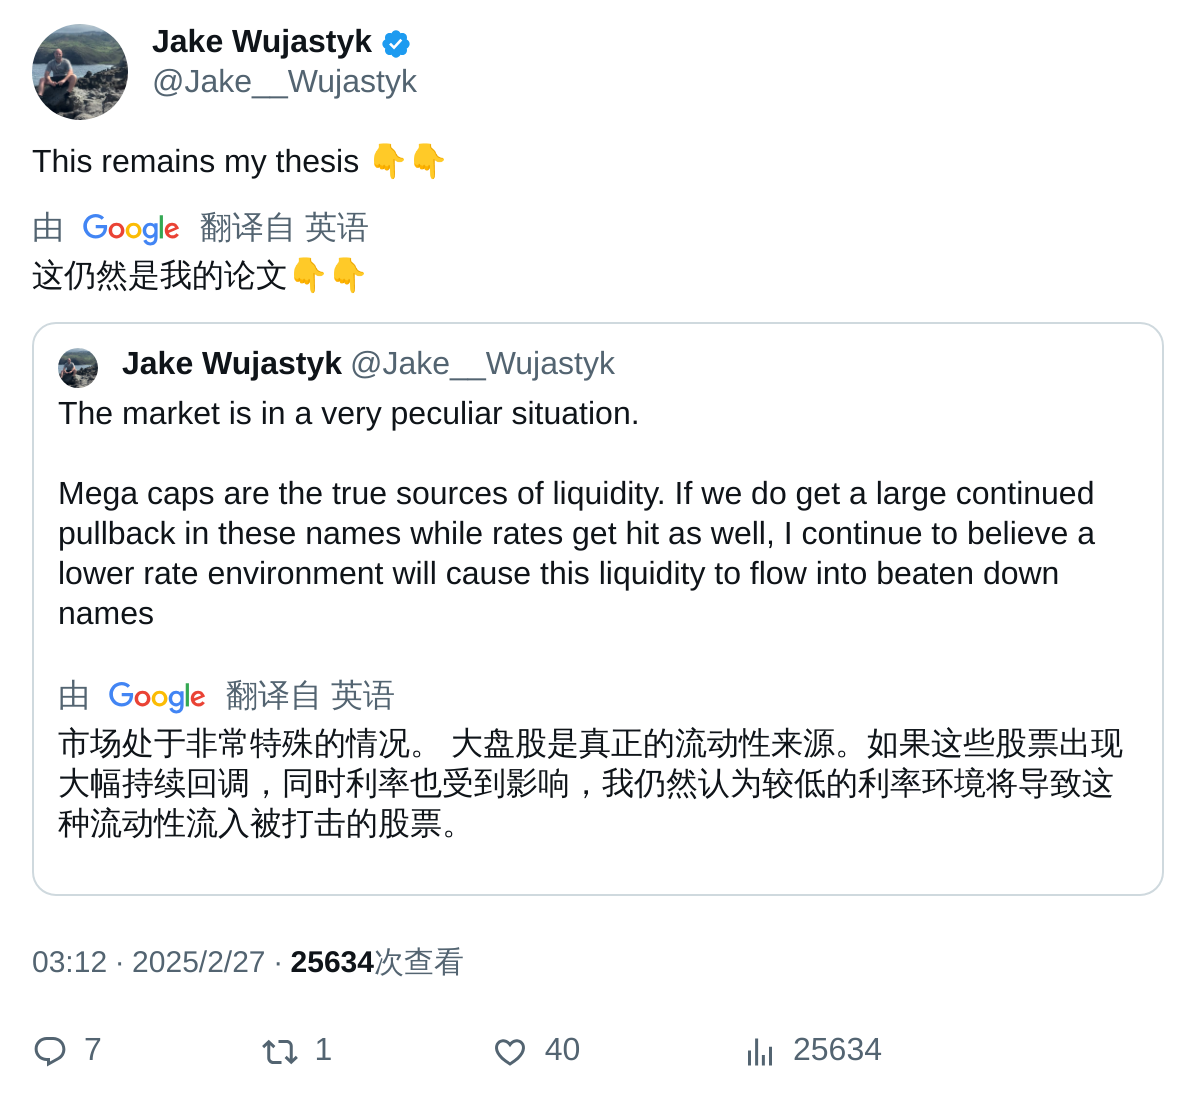 Jake Wujastyk
@Jake__Wujastyk
This remains my thesis 👇👇
由 Google 翻译自 英语
这仍然是我的论文👇👇
Jake Wujastyk @Jake__Wujastyk
The market is in a very peculiar situation.
Mega caps are the true sources of liquidity. If we do get a large continued
pullback in these names while rates get hit as well, I continue to believe a
lower rate environment will cause this liquidity to flow into beaten down
names
由 Google 翻译自 英语
市场处于非常特殊的情况。 大盘股是真正的流动性来源。如果这些股票出现
大幅持续回调，同时利率也受到影响，我仍然认为较低的利率环境将导致这
种流动性流入被打击的股票。
03:12 · 2025/2/27 · 25634次查看
7 1 40 25634